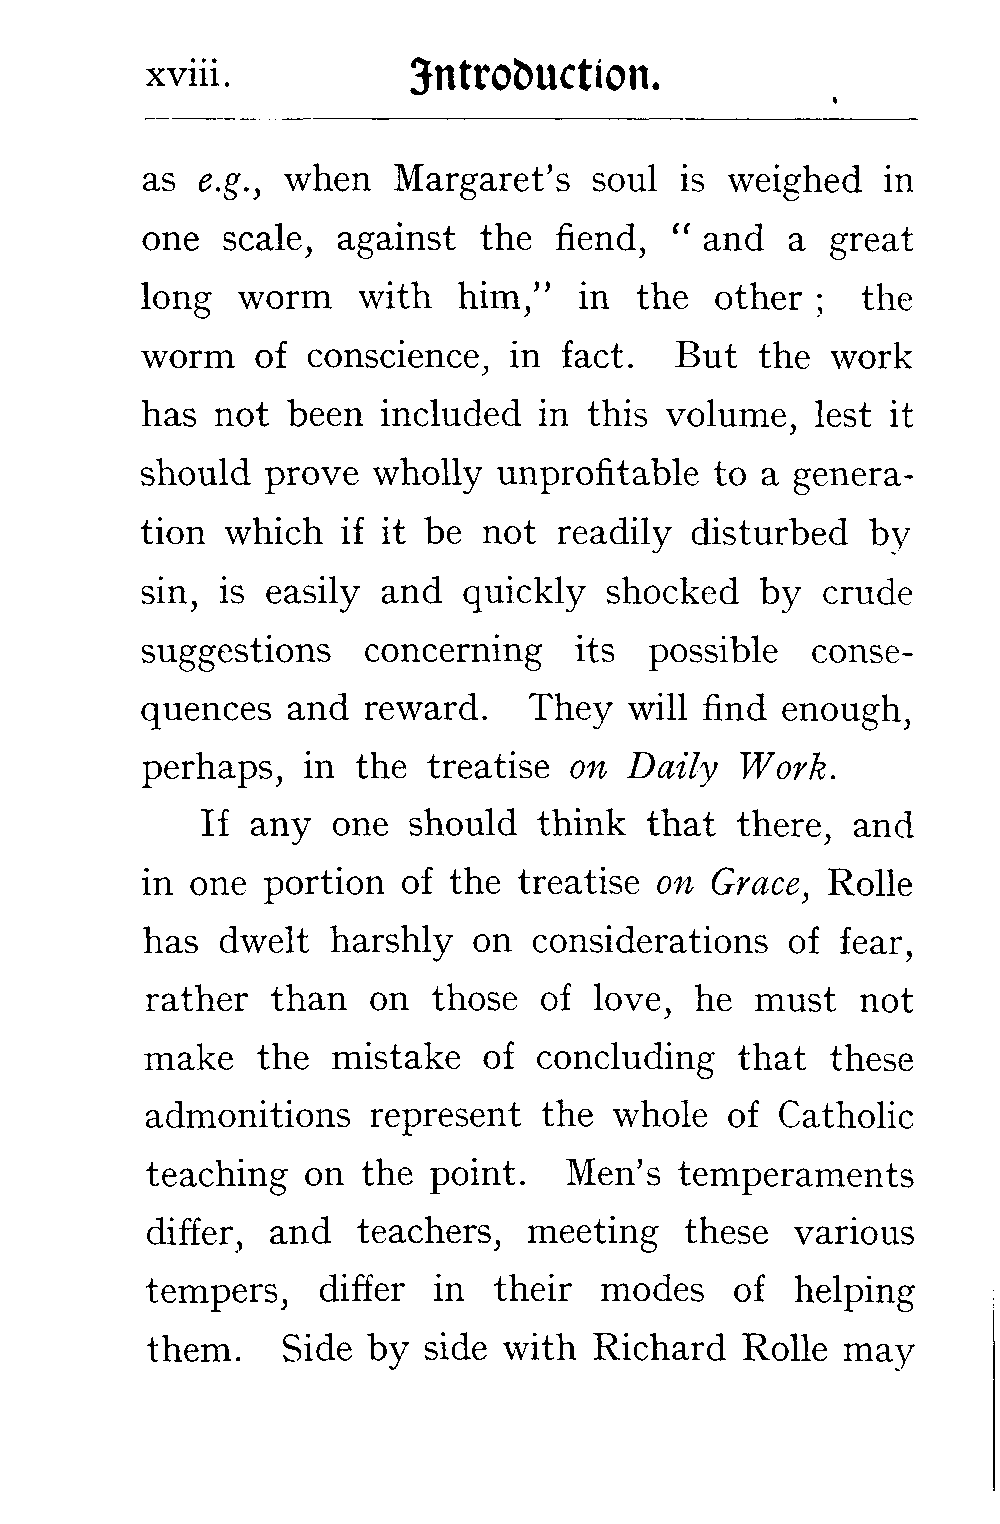 xviii. Introduction.
as e.g., when Margaret's soul is weighed in
one scale, against the fiend, " and a great
long worm with him," in the other ; the
worm of conscience, in fact. But the work
has not been included in this volume, lest it
should prove wholly unprofitable to a genera-
tion which if it be not readily disturbed by
sin, is easily and quickly shocked by crude
suggestions concerning its possible conse-
quences and reward. They will find enough,
perhaps, in the treatise on Daily Work.
If any one should think that there, and
in one portion of the treatise on Grace, Rolle
has dwelt harshly on considerations of fear,
rather than on those of love, he must not
make the mistake of concluding that these
admonitions represent the whole of Catholic
teaching on the point. Men's temperaments
differ, and teachers, meeting these various
tempers, differ in their modes of helping
them. Side by side with Richard Rolle may